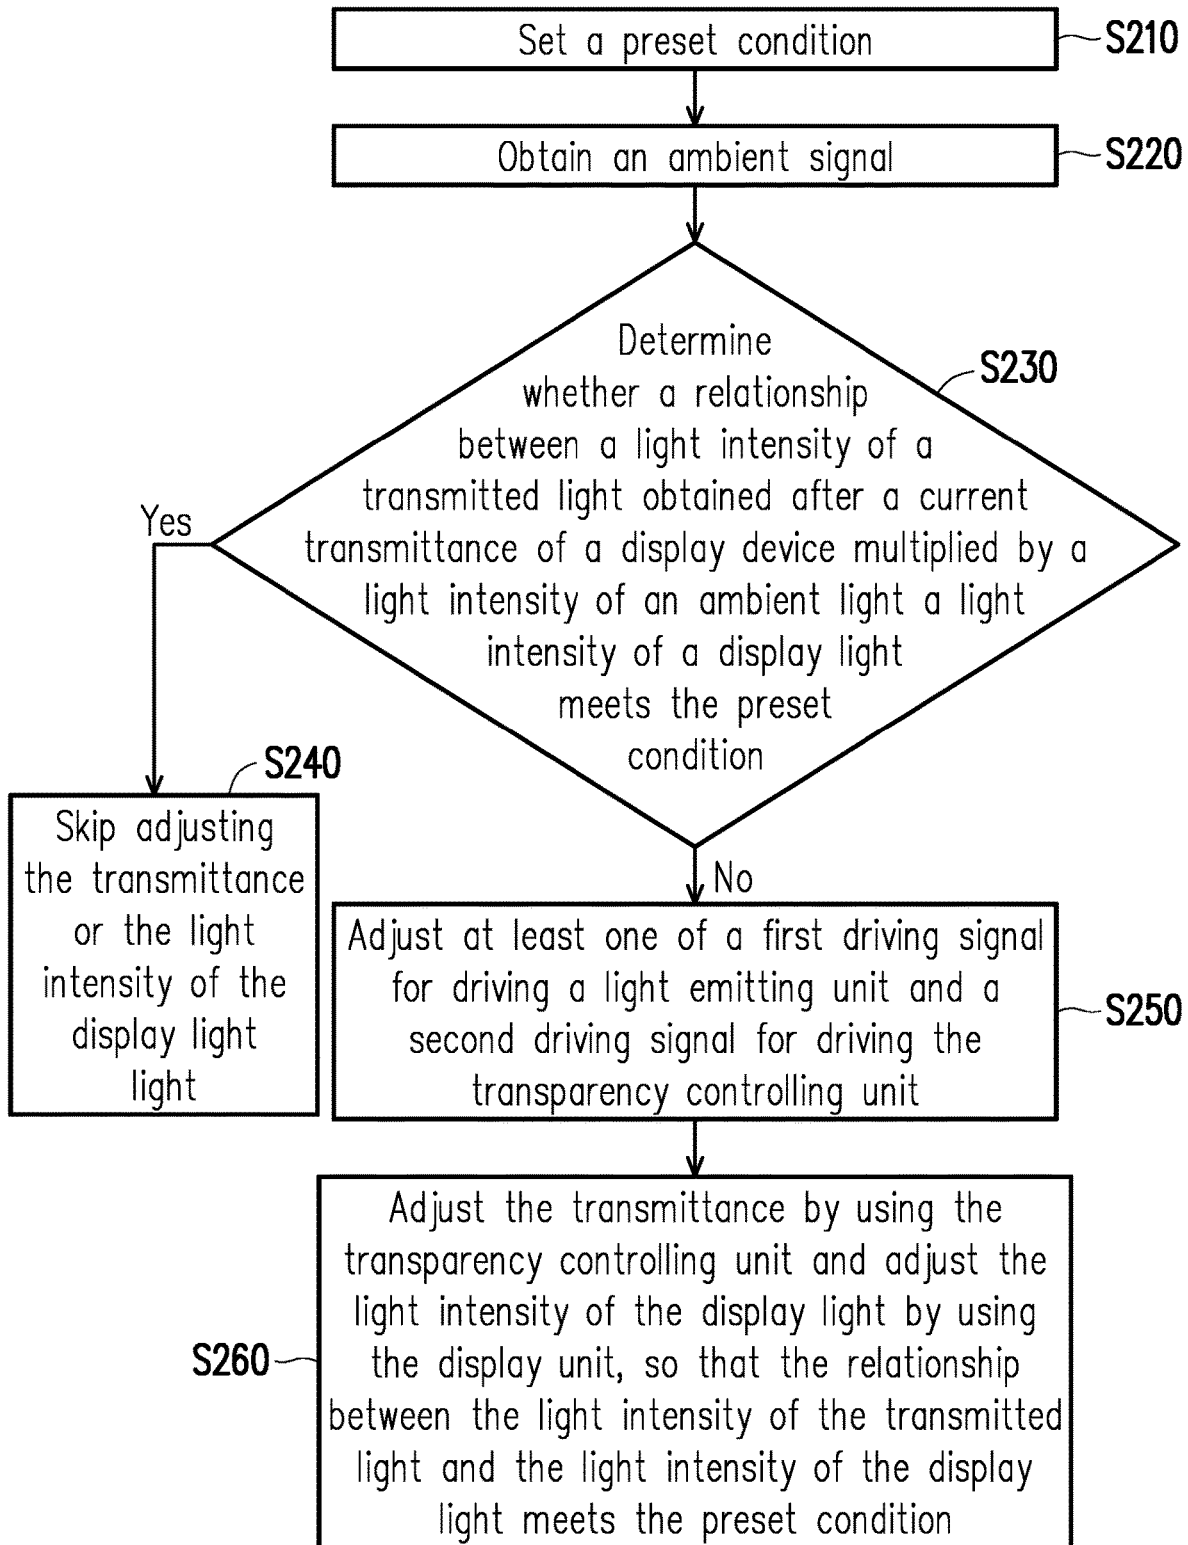 Set a preset condition
S210
Obtain an ambient signal
S220
Determine
whether a relationship
between a light intensity of a
transmitted light obtained after a current
transmittance of a display device multiplied by a
light intensity of an ambient light a light
intensity of a display light
meets the preset
condition
S230
Yes
S240
Skip adjusting
the transmittance
or the light
intensity of the
display light
light
No
Adjust at least one of a first driving signal
for driving a light emitting unit and a
second driving signal for driving the
transparency controlling unit
S250
Adjust the transmittance by using the
transparency controlling unit and adjust the
light intensity of the display light by using
the display unit, so that the relationship
between the light intensity of the transmitted
light and the light intensity of the display
light meets the preset condition
S260